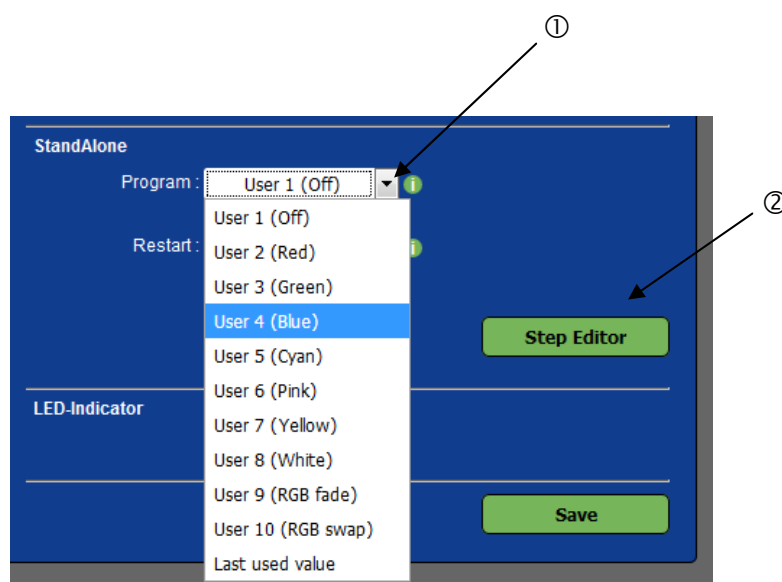 ①
StandAlone
Program : User 1 (Off) i
②
User 1 (Off)
Restart : User 2 (Red) i
User 3 (Green)
User 4 (Blue)
Step Editor
User 5 (Cyan)
User 6 (Pink)
LED-Indicator
User 7 (Yellow)
User 8 (White)
User 9 (RGB fade)
Save
User 10 (RGB swap)
Last used value